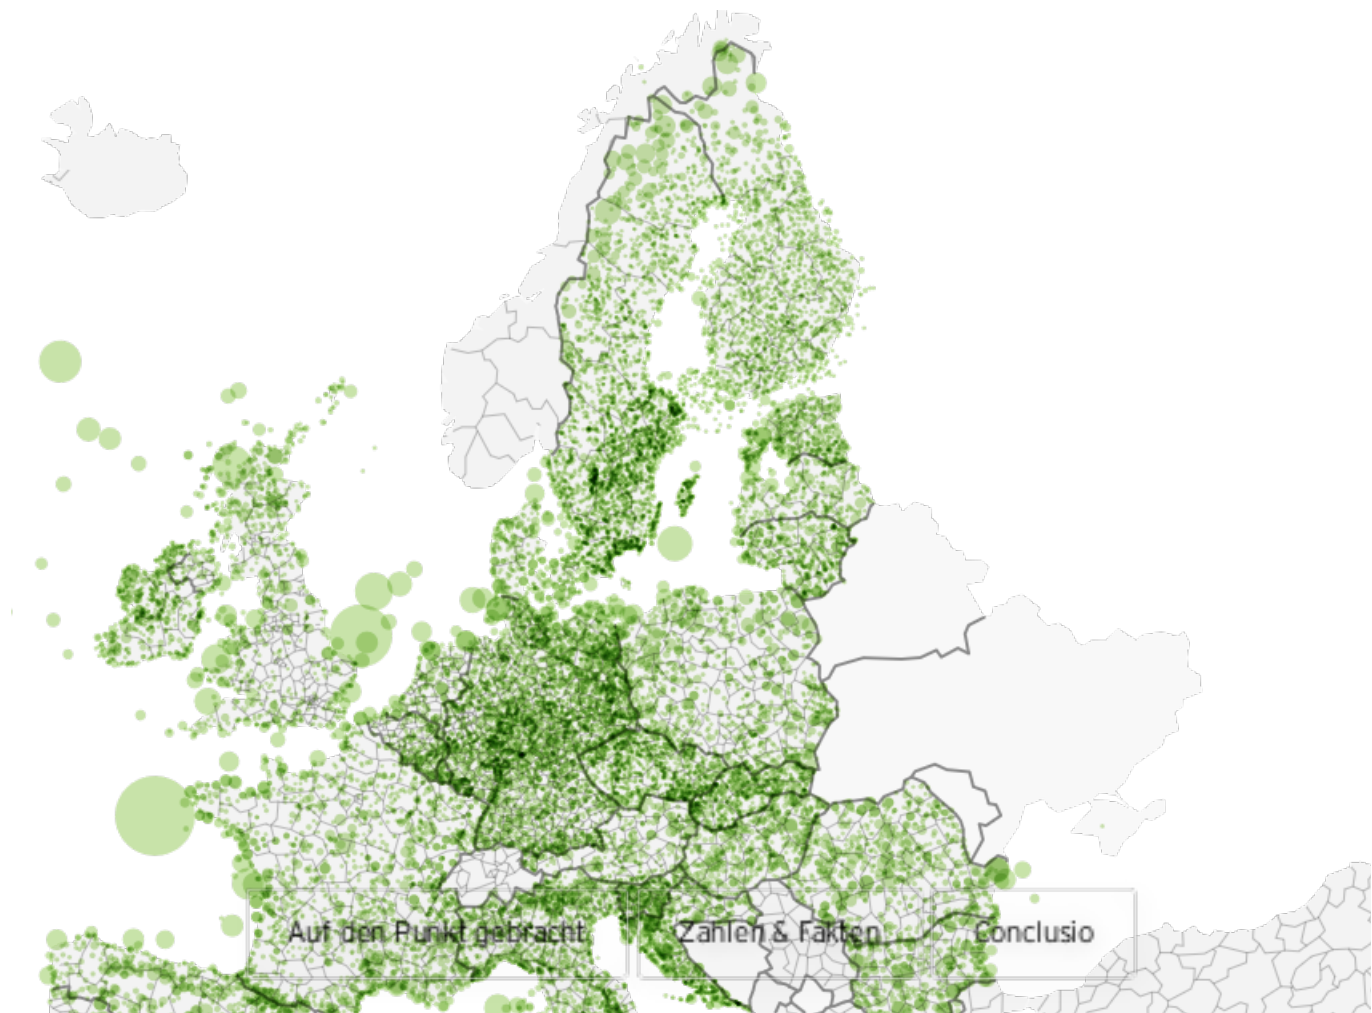 Auf den Punkt gebracht
Zahlen & Fakten
Conclusio